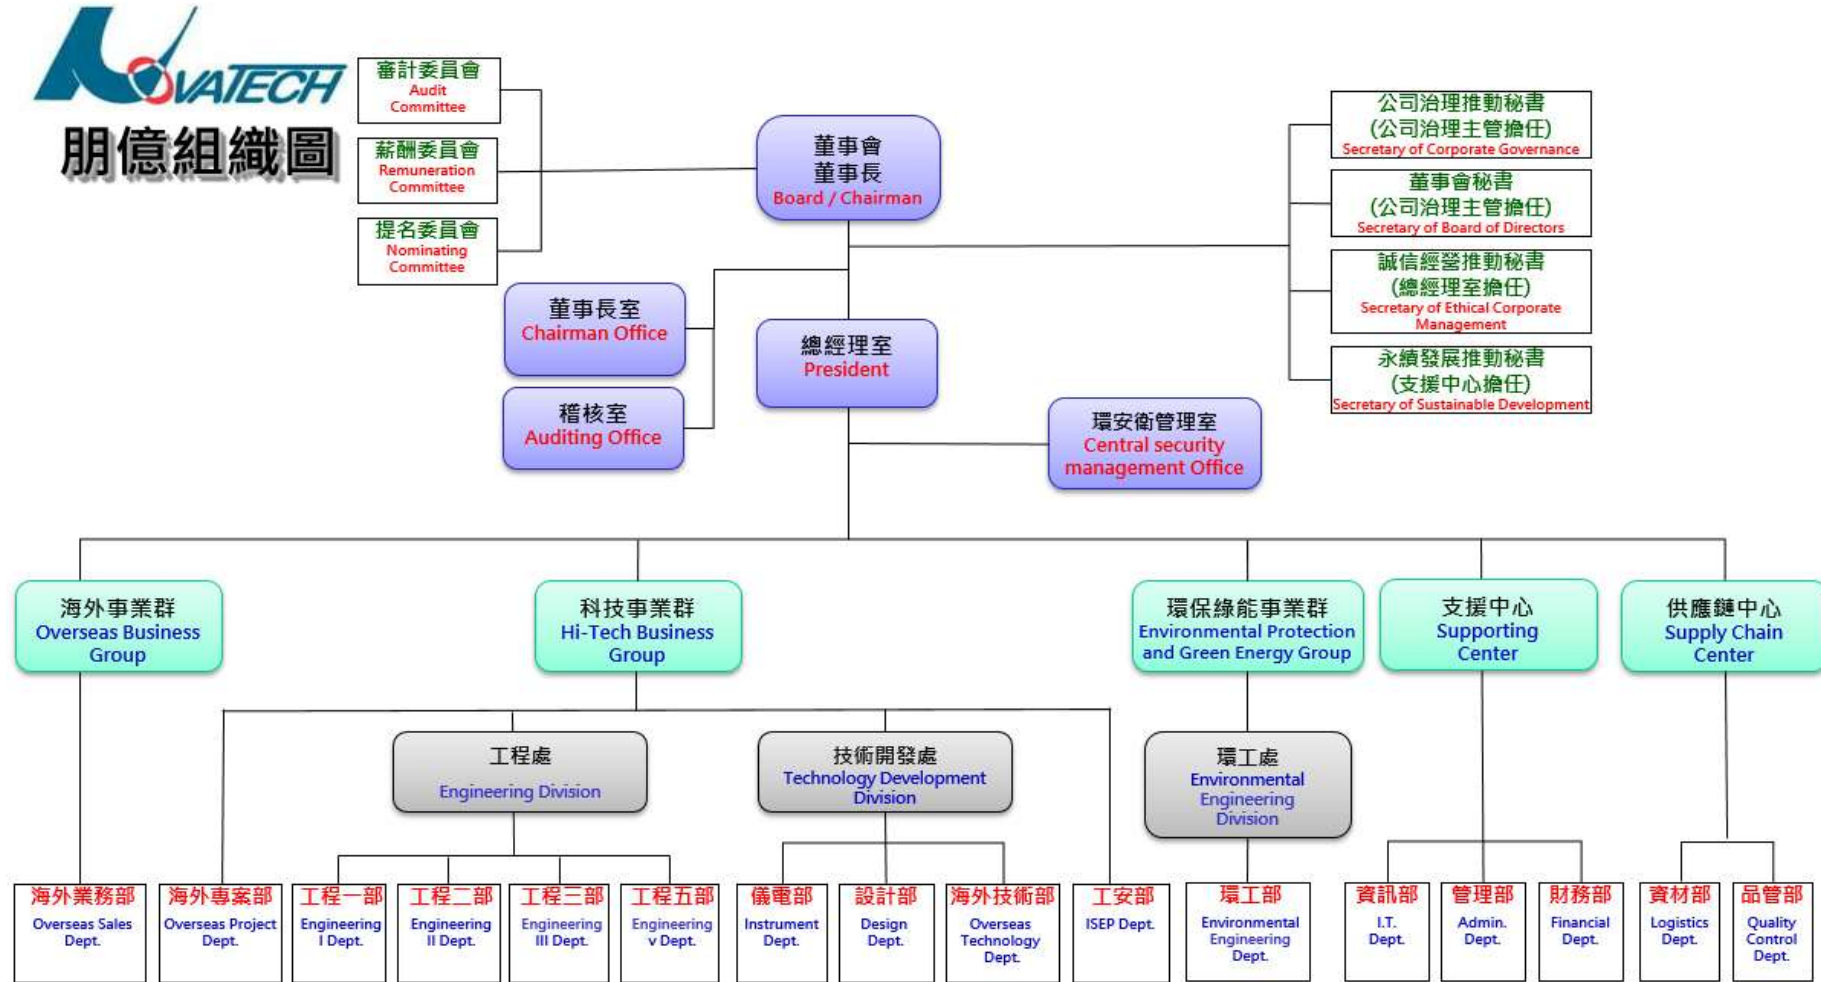 NOVATECH
朋億組織圖
審計委員會
Audit
Committee
薪酬委員會
Remuneration
Committee
提名委員會
Nominating
Committee
董事會
董事長
Board / Chairman
公司治理推動秘書
(公司治理主管擔任)
Secretary of Corporate Governance
董事會秘書
(公司治理主管擔任)
Secretary of Board of Directors
誠信經營推動秘書
(總經理室擔任)
Secretary of Ethical Corporate
Management
永續發展推動秘書
(支援中心擔任)
Secretary of Sustainable Development
董事長室
Chairman Office
總經理室
President
稽核室
Auditing Office
環安衛管理室
Central security
management Office
海外事業群
Overseas Business
Group
科技事業群
Hi-Tech Business
Group
環保綠能事業群
Environmental Protection
and Green Energy Group
支援中心
Supporting
Center
供應鏈中心
Supply Chain
Center
工程處
Engineering Division
技術開發處
Technology Development
Division
環工處
Environmental
Engineering
Division
海外業務部
Overseas Sales
Dept.
海外專案部
Overseas Project
Dept.
工程一部
Engineering
I Dept.
工程二部
Engineering
II Dept.
工程三部
Engineering
III Dept.
工程五部
Engineering
v Dept.
儀電部
Instrument
Dept.
設計部
Design
Dept.
海外技術部
Overseas
Technology
Dept.
工安部
ISEP Dept.
環工部
Environmental
Engineering
Dept.
資訊部
I.T.
Dept.
管理部
Admin.
Dept.
財務部
Financial
Dept.
資材部
Logistics
Dept.
品管部
Quality
Control
Dept.